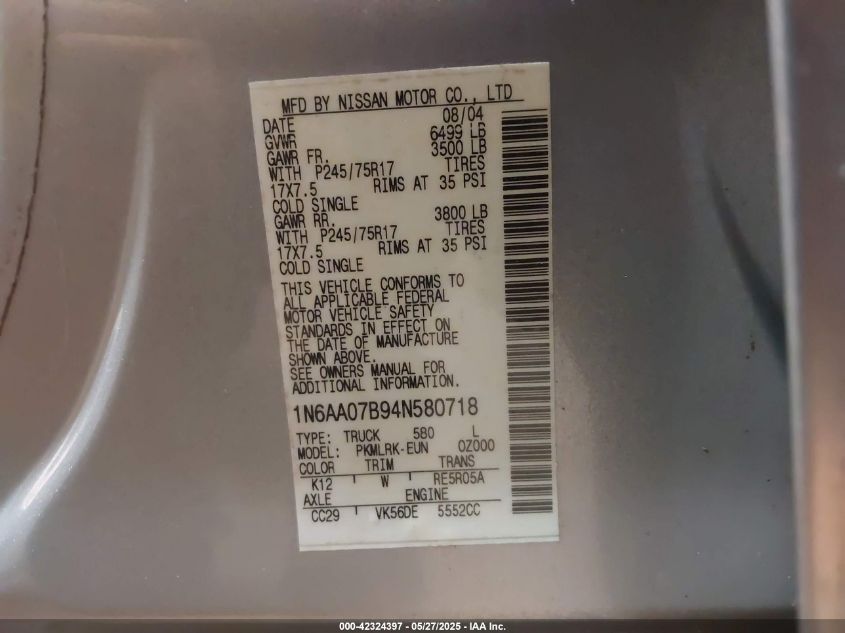 MFD BY NISSAN MOTOR CO., LTD
DATE 08/04
GVWR 6499 LB
GAWR FR. 3500 LB
WITH P245/75R17 TIRES
17X7.5 RIMS AT 35 PSI
COLD SINGLE
GAWR RR. 3800 LB
WITH P245/75R17 TIRES
17X7.5 RIMS AT 35 PSI
COLD SINGLE
THIS VEHICLE CONFORMS TO
ALL APPLICABLE FEDERAL
MOTOR VEHICLE SAFETY
STANDARDS IN EFFECT ON
THE DATE OF MANUFACTURE
SHOWN ABOVE.
SEE OWNERS MANUAL FOR
ADDITIONAL INFORMATION.
1N6AA07B94N580718
TYPE: TRUCK 580 L
MODEL: PKMLRK-EUN OZ000
COLOR TRIM TRANS
K12 W RE5R05A
AXLE ENGINE
CC29 VK56DE 5552CC
000-42324397 - 05/27/2025 - IAA Inc.